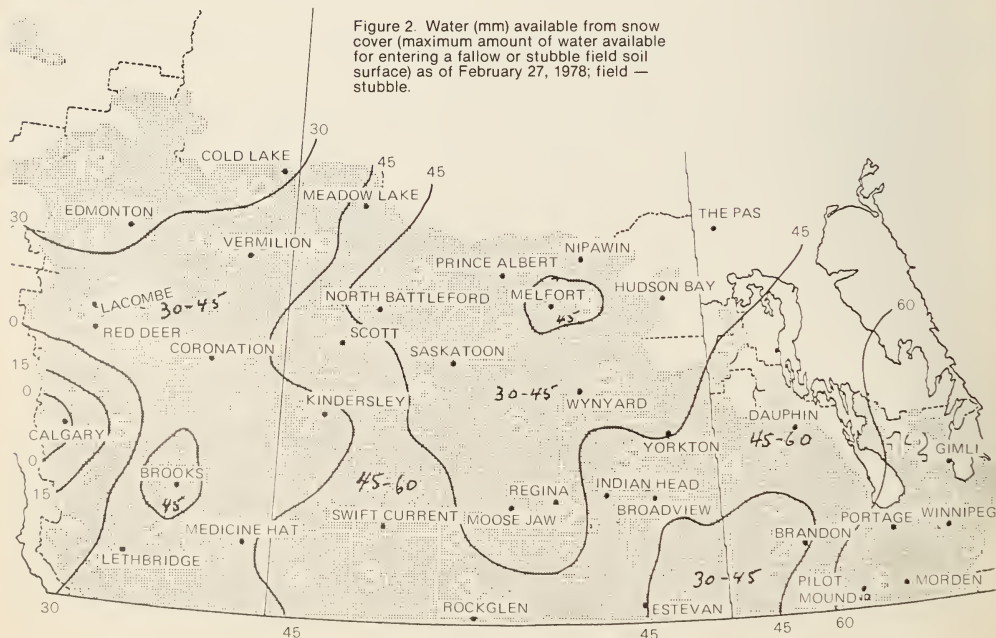 Figure 2. Water (mm) available from snow
cover (maximum amount of water available
for entering a fallow or stubble field soil
surface) as of February 27, 1978; field —
stubble.
30
COLD LAKE
45
45
MEADOW LAKE
EDMONTON
THE PAS
30
VERMILION
NIPAWIN
45
PRINCE ALBERT
LACOMBE
30-45
NORTH BATTLEFORD
MELFORT
45
HUDSON BAY
60
0
RED DEER
SCOTT
CORONATION
SASKATOON
15
0
KINDERSLEY
30-45
WYNYARD
DAUPHIN
CALGARY
YORKTON
45-60
GIMLI
0
BROOKS
45-60
45
15
REGINA
INDIAN HEAD
SWIFT CURRENT
MOOSE JAW
BROADVIEW
PORTAGE
WINNIPEG
MEDICINE HAT
BRANDON
LETHBRIDGE
30-45
PILOT
MOUND
MORDEN
30
ROCKGLEN
ESTEVAN
45
45
45
60